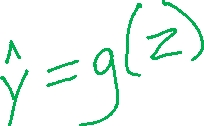 ŷ = g(z)